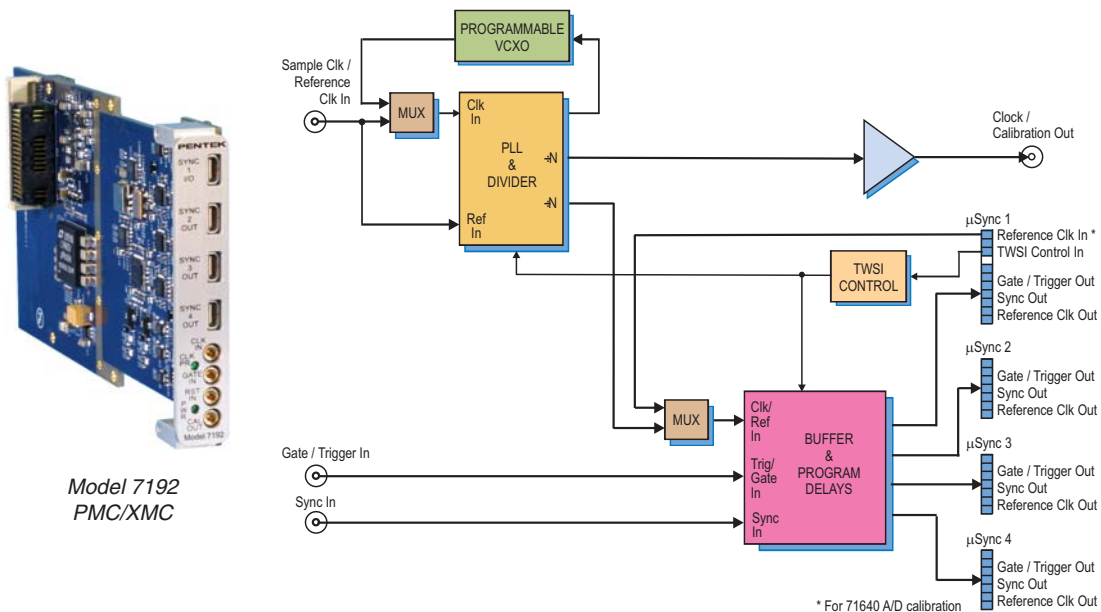 PENTEK
SYNC
1
I/O
SYNC
2
OUT
SYNC
3
OUT
SYNC
4
OUT
CLK
IN
CLK
PR
GATE
IN
RST
IN
P
W
R
CAL
OUT
Model 7192
Model 7192
PMC/XMC
PROGRAMMABLE
VCXO
Sample Clk /
Reference
Clk In
MUX
Clk
In
PLL
&
DIVIDER
÷N
÷N
Ref
In
Clock /
Calibration Out
TWSI
CONTROL
μSync 1
Reference Clk In *
TWSI Control In
Gate / Trigger Out
Sync Out
Reference Clk Out
μSync 2
Gate / Trigger Out
Sync Out
Reference Clk Out
MUX
Clk/
Ref
In
Trig/
Gate
In
Sync
In
BUFFER
&
PROGRAM
DELAYS
Gate / Trigger In
Sync In
μSync 3
Gate / Trigger Out
Sync Out
Reference Clk Out
μSync 4
Gate / Trigger Out
Sync Out
Reference Clk Out
* For 71640 A/D calibration